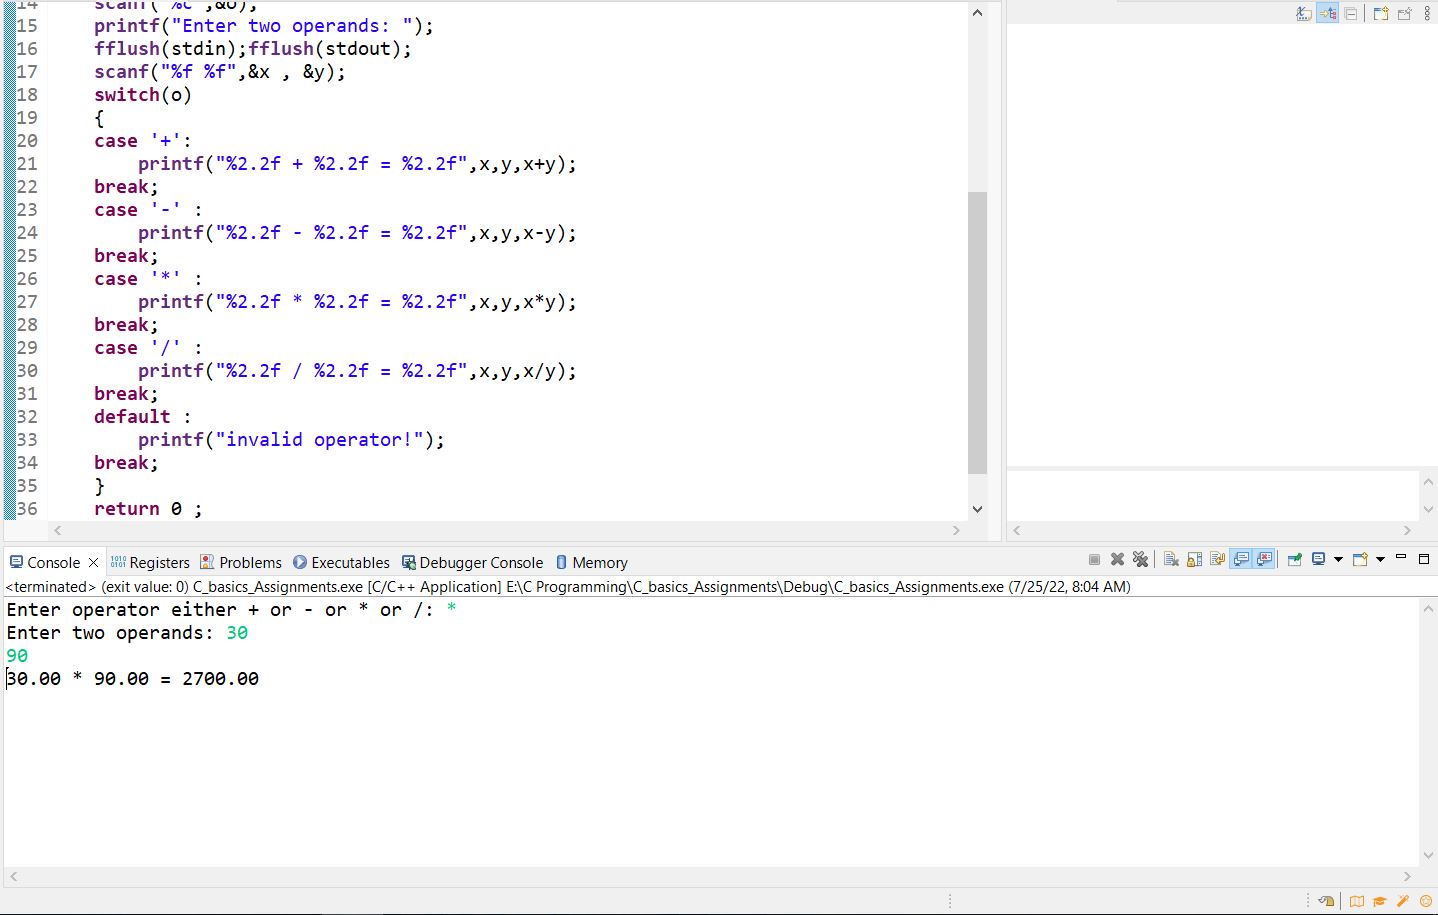 14 scanf("%c",&o);
15 printf("Enter two operands: ");
16 fflush(stdin);fflush(stdout);
17 scanf("%f %f",&x , &y);
18 switch(o)
19 {
20 case '+':
21 printf("%2.2f + %2.2f = %2.2f",x,y,x+y);
22 break;
23 case '-' :
24 printf("%2.2f - %2.2f = %2.2f",x,y,x-y);
25 break;
26 case '*' :
27 printf("%2.2f * %2.2f = %2.2f",x,y,x*y);
28 break;
29 case '/' :
30 printf("%2.2f / %2.2f = %2.2f",x,y,x/y);
31 break;
32 default :
33 printf("invalid operator!");
34 break;
35 }
36 return 0 ;
Console Registers Problems Executables Debugger Console Memory
<terminated> (exit value: 0) C_basics_Assignments.exe [C/C++ Application] E:\C Programming\C_basics_Assignments\Debug\C_basics_Assignments.exe (7/25/22, 8:04 AM)
Enter operator either + or - or * or /: *
Enter two operands: 30
90
30.00 * 90.00 = 2700.00